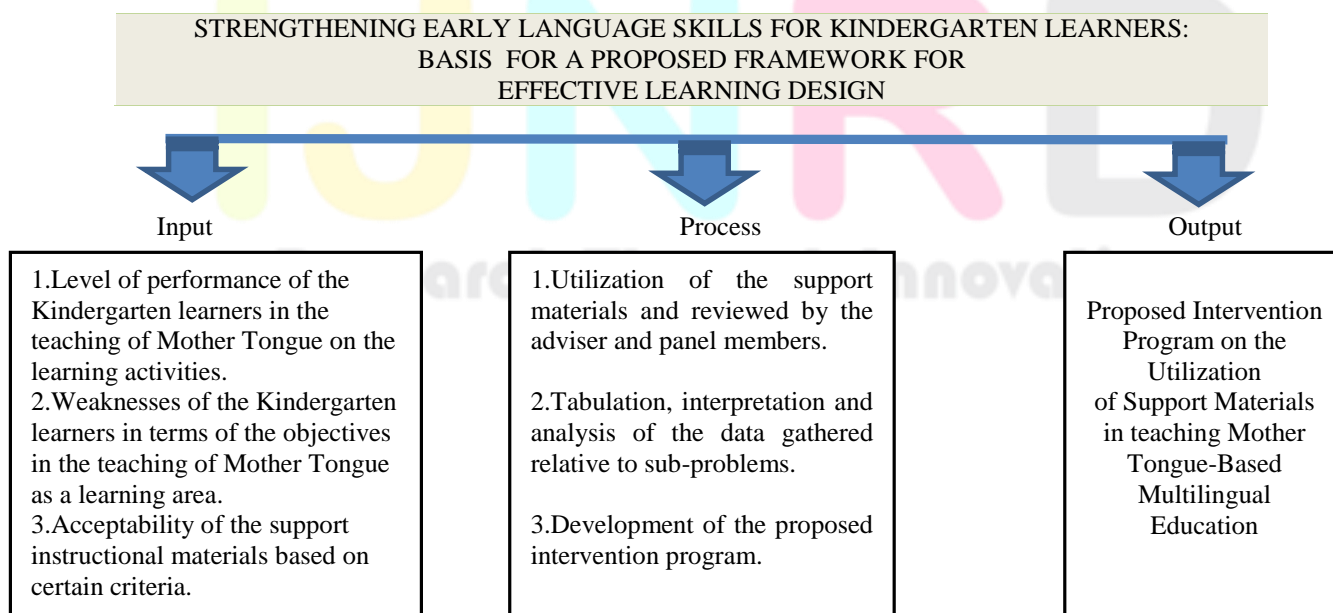 STRENGTHENING EARLY LANGUAGE SKILLS FOR KINDERGARTEN LEARNERS:
BASIS FOR A PROPOSED FRAMEWORK FOR
EFFECTIVE LEARNING DESIGN
Input
1.Level of performance of the
Kindergarten learners in the
teaching of Mother Tongue on the
learning activities.
2.Weaknesses of the Kindergarten
learners in terms of the objectives
in the teaching of Mother Tongue
as a learning area.
3.Acceptability of the support
instructional materials based on
certain criteria.
Process
1.Utilization of the support
materials and reviewed by the
adviser and panel members.
2.Tabulation, interpretation and
analysis of the data gathered
relative to sub-problems.
3.Development of the proposed
intervention program.
Output
Proposed Intervention
Program on the
Utilization
of Support Materials
in teaching Mother
Tongue-Based
Multilingual
Education
IJNRD